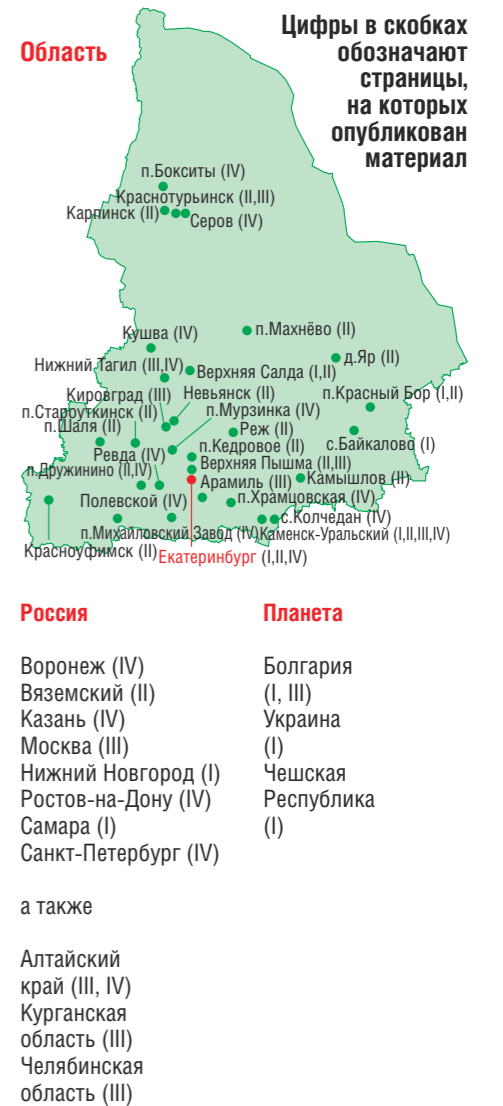 Область
Цифры в скобках
обозначают
страницы,
на которых
опубликован
материал
п.Бокситы (IV)
Краснотурьинск (II,III)
Карпинск (II)
Серов (IV)
Кушва (IV)
п.Махнёво (II)
Нижний Тагил (III,IV)
д.Яр (II)
Верхняя Салда (I,II)
Кировград (III)
Невьянск (II)
п.Красный Бор (I,II)
п.Староуткинск (II)
п.Мурзинка (IV)
п.Шаля (II)
Реж (II)
с.Байкалово (I)
Ревда (IV)
п.Кедровое (II)
п.Дружинино (II,IV)
Верхняя Пышма (II,III)
Арамиль (III)
Камышлов (II)
Полевской (IV)
п.Храмцовская (IV)
с.Колчедан (IV)
п.Михайловский Завод (IV)
Каменск-Уральский (I,II,III,IV)
Красноуфимск (II)
Екатеринбург (I,II,IV)
Россия
Воронеж (IV)
Вяземский (II)
Казань (IV)
Москва (III)
Нижний Новгород (I)
Ростов-на-Дону (IV)
Самара (I)
Санкт-Петербург (IV)
а также
Алтайский
край (III, IV)
Курганская
область (III)
Челябинская
область (III)
Планета
Болгария
(I, III)
Украина
(I)
Чешская
Республика
(I)